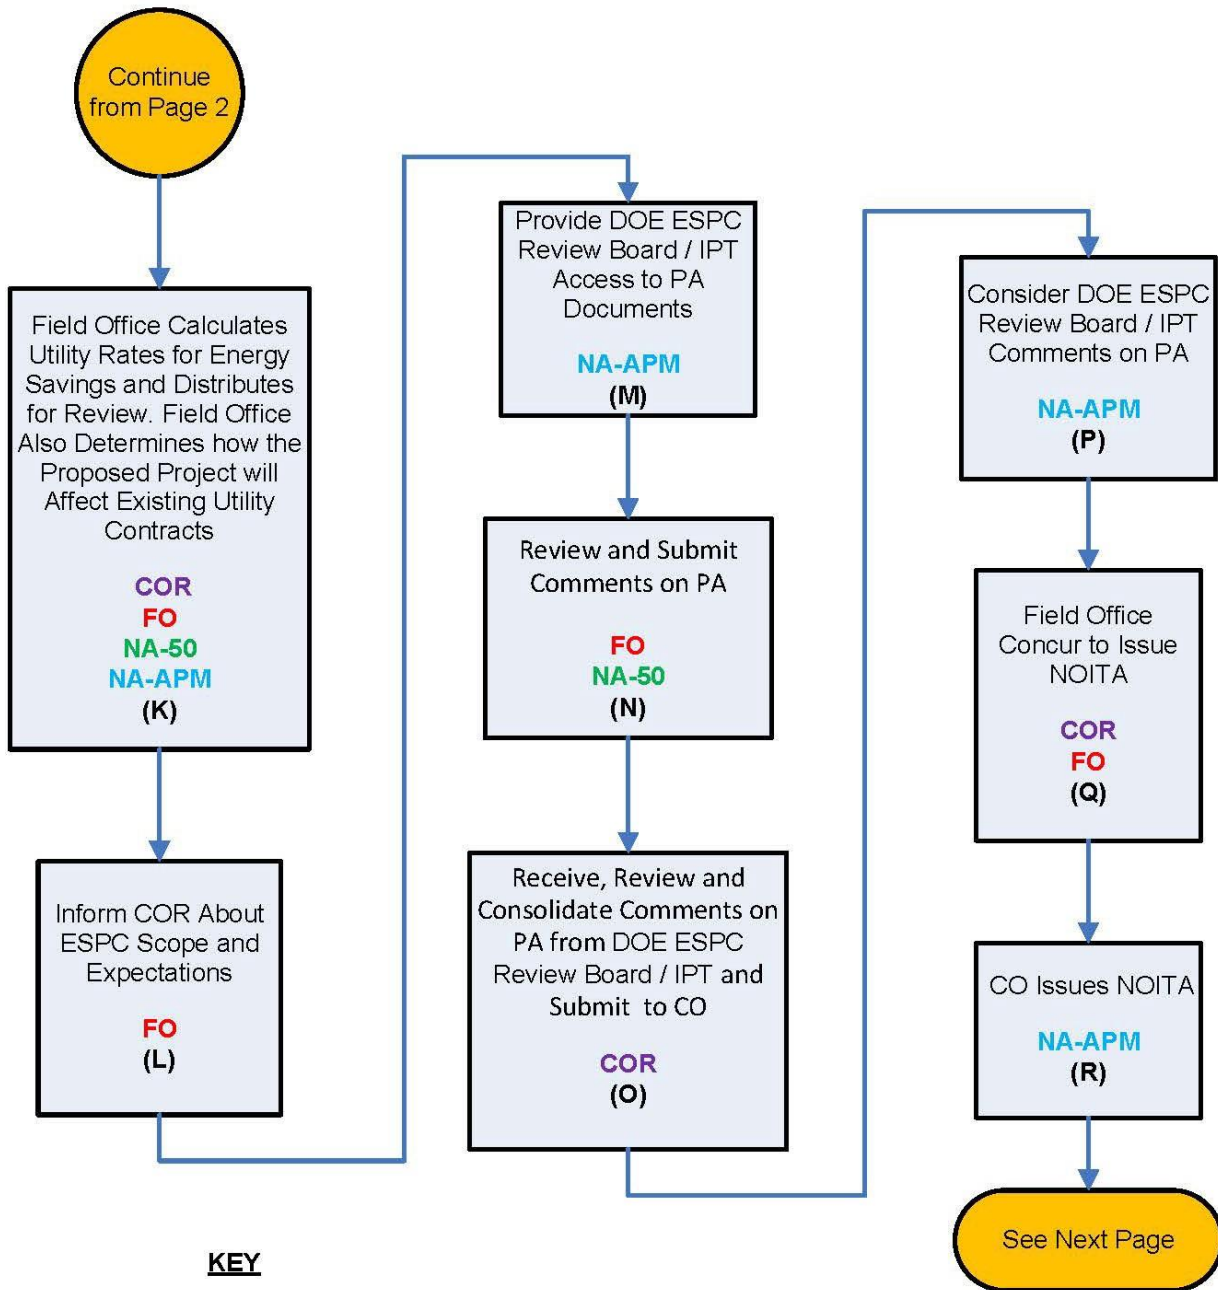 Continue
from Page 2
Field Office Calculates
Utility Rates for Energy
Savings and Distributes
for Review. Field Office
Also Determines how the
Proposed Project will
Affect Existing Utility
Contracts
COR
FO
NA-50
NA-APM
(K)
Inform COR About
ESPC Scope and
Expectations
FO
(L)
Provide DOE ESPC
Review Board / IPT
Access to PA
Documents
NA-APM
(M)
Review and Submit
Comments on PA
FO
NA-50
(N)
Receive, Review and
Consolidate Comments on
PA from DOE ESPC
Review Board / IPT and
Submit to CO
COR
(O)
Consider DOE ESPC
Review Board / IPT
Comments on PA
NA-APM
(P)
Field Office
Concur to Issue
NOITA
COR
FO
(Q)
CO Issues NOITA
NA-APM
(R)
See Next Page
KEY